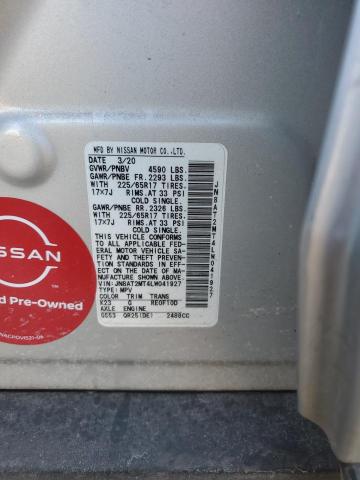 MFD BY NISSAN MOTOR CO.,LTD.
DATE 3/20
GVWR/PNBV 4590 LBS.
GAWR/PNBE FR. 2293 LBS.
WITH 225/65R17 TIRES.
17X7J RIMS. AT 33 PSI
COLD SINGLE.
GAWR/PNBE RR. 2326 LBS.
WITH 225/65R17 TIRES.
17X7J RIMS. AT 33 PSI
COLD SINGLE.
THIS VEHICLE CONFORMS
TO ALL APPLICABLE FED-
ERAL MOTOR VEHICLE SA-
FETY AND THEFT PREVEN-
TION STANDARDS IN EFF-
ECT ON THE DATE OF MA-
NUFACTURE SHOWN ABOVE.
VIN: JN8AT2MT4LW041927
TYPE: MPV
COLOR TRIM TRANS
K23 G RE0F10D
AXLE ENGINE
GS53 QR25(DE) 2488CC
JN8AT2MT4LW041927
NISSAN
d Pre-Owned